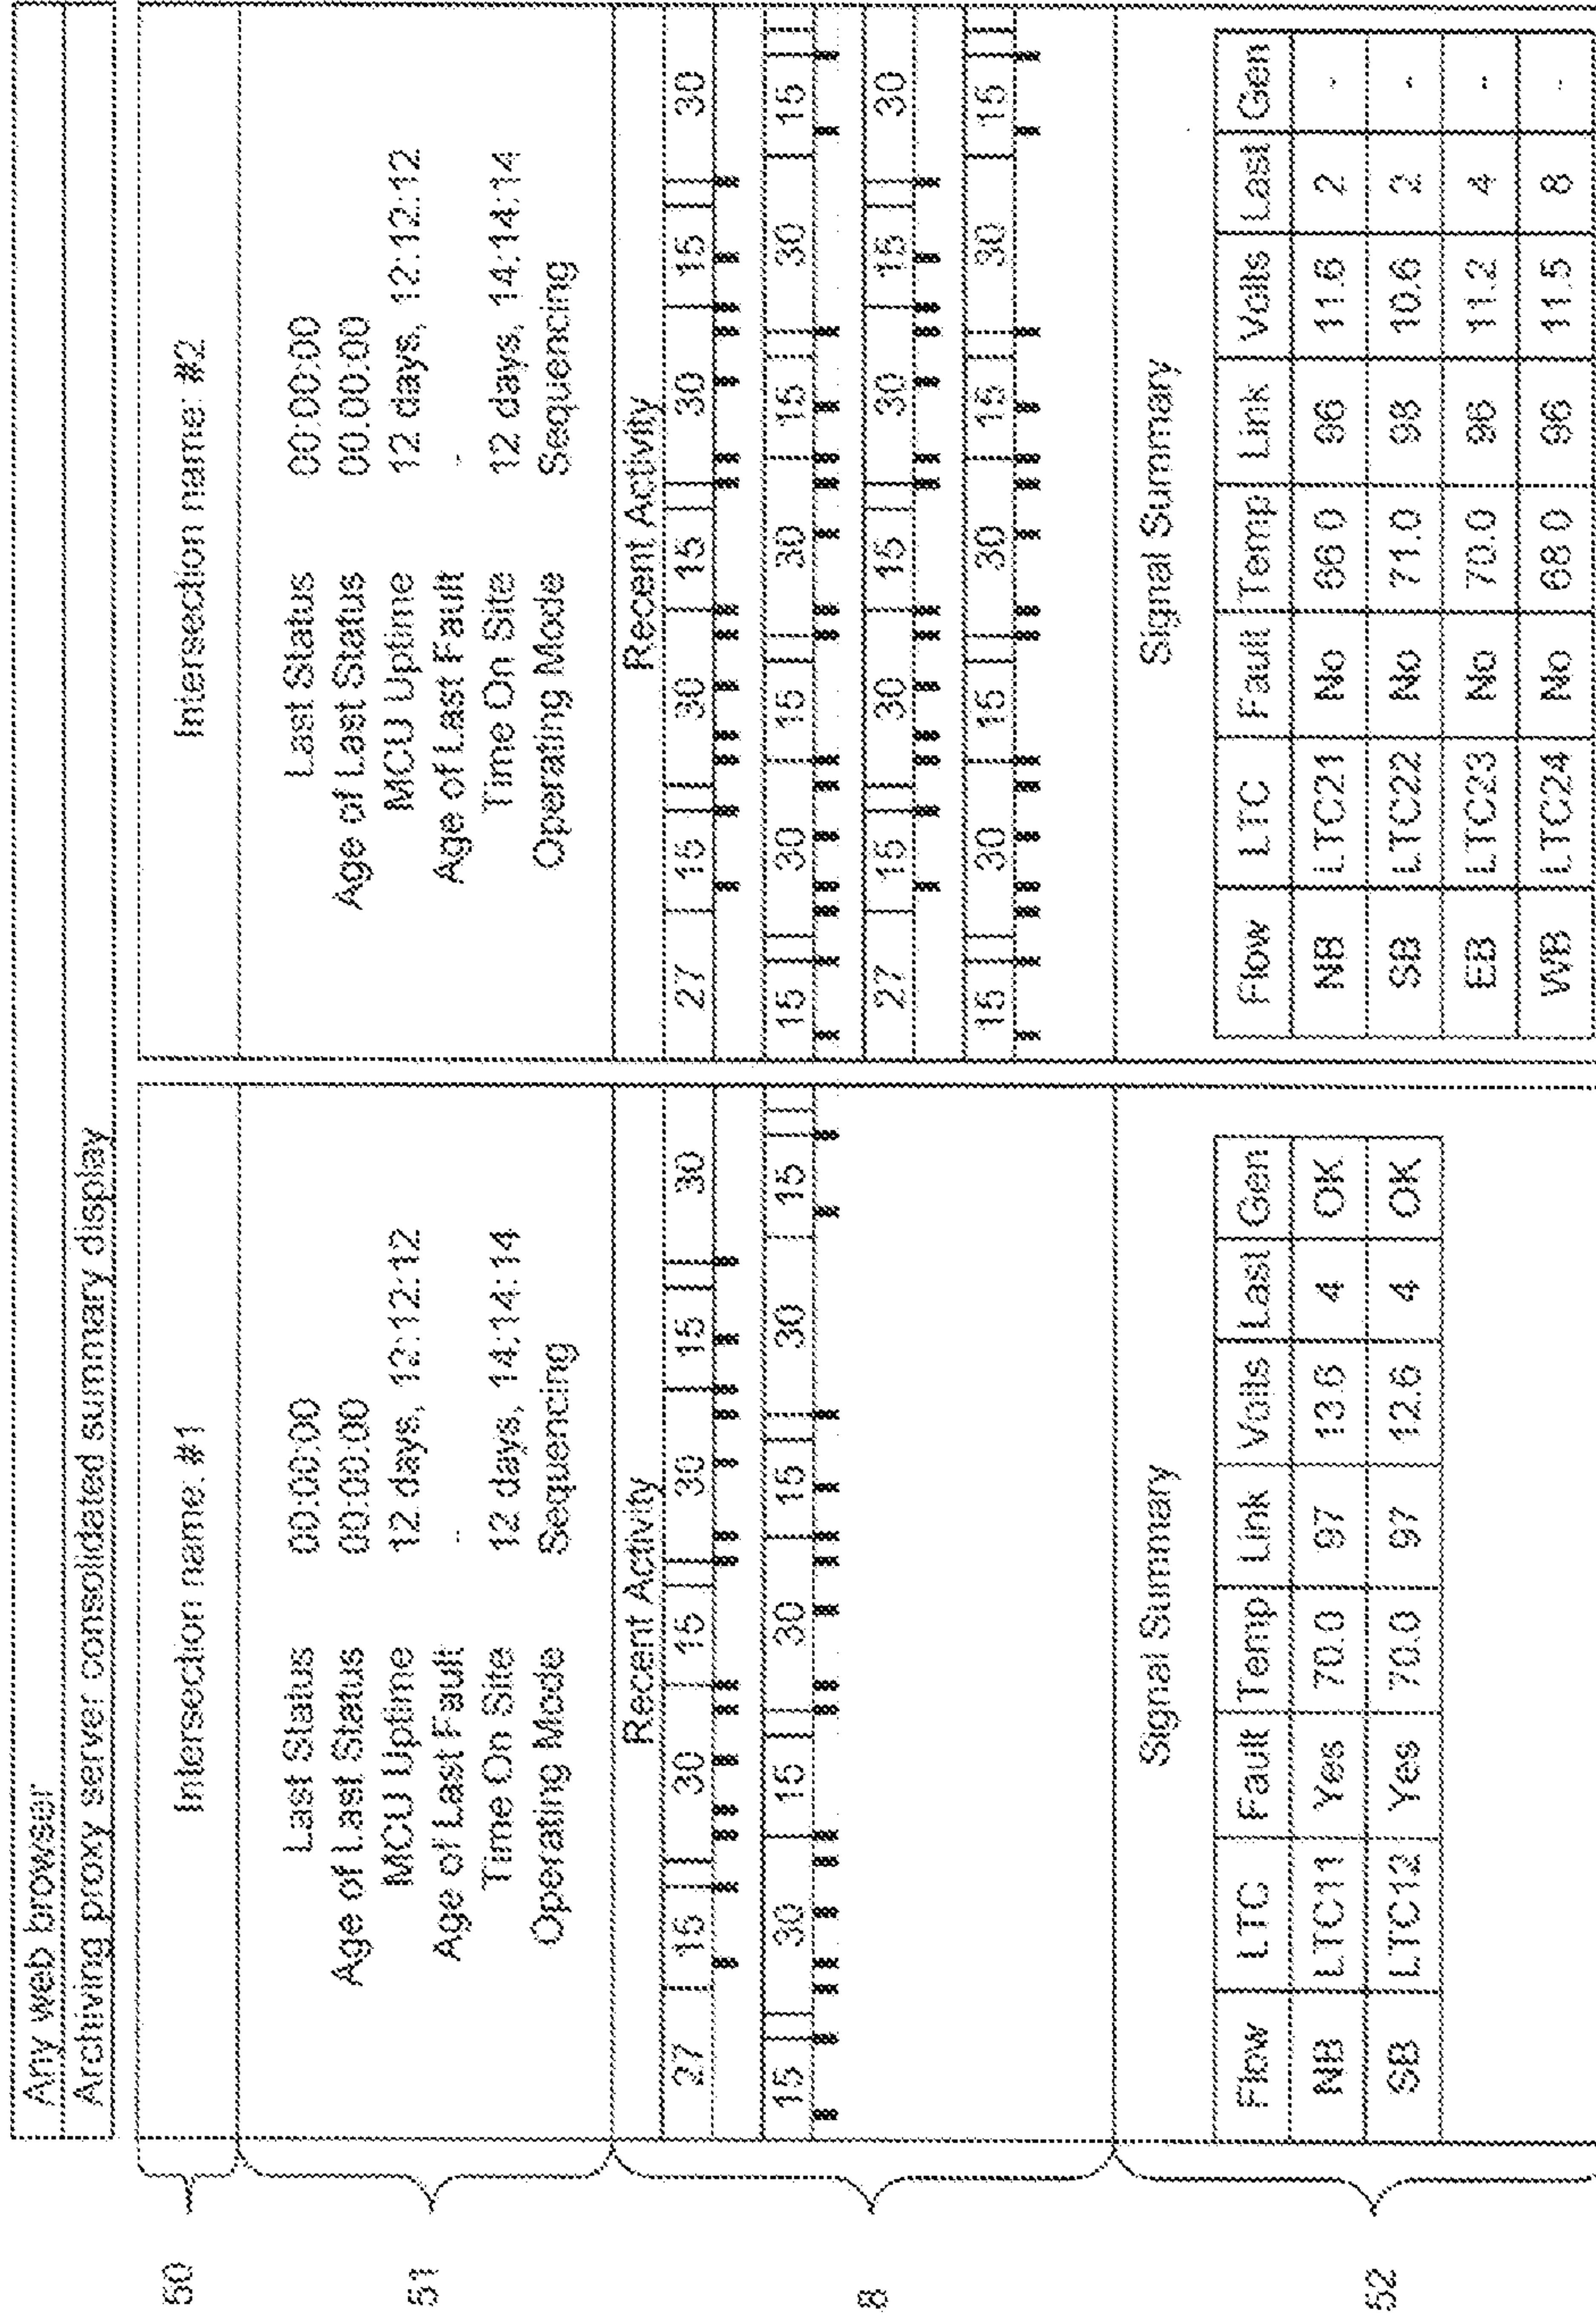 Any web browser
Archiving proxy server consolidated summary display
50
Intersection name: #1
Intersection name: #2
51
Last Status 00:00:00
Age of Last Status 00:00:00
MCU Uptime 12 days, 12:12:12
Age of Last Fault -
Time On Site 12 days, 14:14:14
Operating Mode Sequencing
Last Status 00:00:00
Age of Last Status 00:00:00
MCU Uptime 12 days, 12:12:12
Age of Last Fault -
Time On Site 12 days, 14:14:14
Operating Mode Sequencing
8
Recent Activity
27 15 30 15 30 15 30
15 30 15 30 15 30 15
Recent Activity
27 15 30 15 30 15 30
15 30 15 30 15 30 15
27 15 30 15 30 15 30
15 30 15 30 15 30 15
52
Signal Summary
Flow LTC Fault Temp Link Volts Last Gen
NB LTC11 Yes 70.0 97 13.6 4 OK
SB LTC12 Yes 70.0 97 12.6 4 OK
Signal Summary
Flow LTC Fault Temp Link Volts Last Gen
NB LTC21 No 11.6 2 -
SB LTC22 No 71.0 98 10.6 2 -
EB LTC23 No 70.0 96 11.2 4 -
WB LTC24 No 68.0 96 11.5 8 -